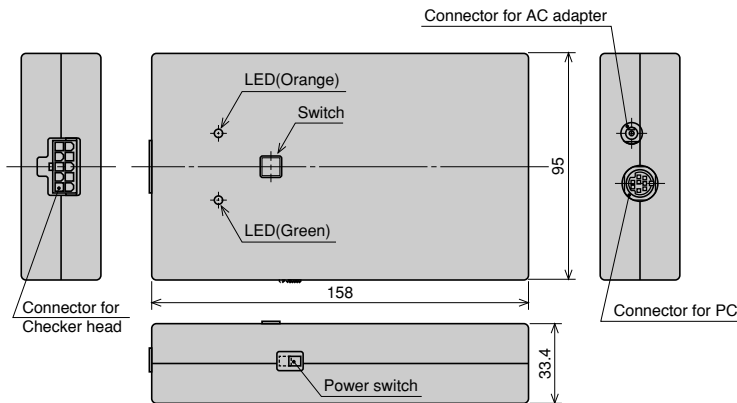 Connector for AC adapter
LED(Orange)
Switch
95
LED(Green)
158
Connector for
Checker head
Connector for PC
33.4
Power switch